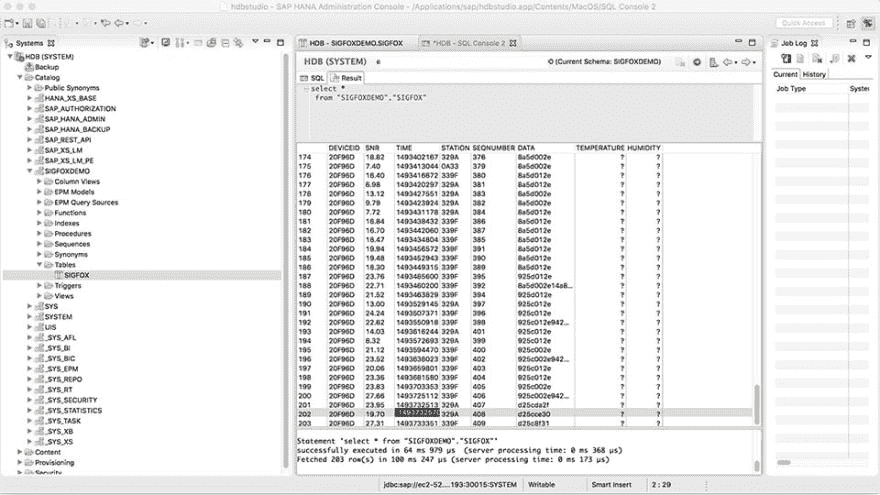 hdbstudio - SAP HANA Administration Console - /Applications/sap/hdbstudio.app/Contents/MacOS/SQL Console 2
Quick Access
Systems
HDB (SYSTEM)
Backup
Catalog
Public Synonyms
HANA_XS_BASE
SAP_AUTHORIZATION
SAP_HANA_ADMIN
SAP_HANA_BACKUP
SAP_REST_API
SAP_XS_LM
SAP_XS_LM_PE
SIGFOXDEMO
Column Views
EPM Models
EPM Query Sources
Functions
Indexes
Procedures
Sequences
Synonyms
Tables
SIGFOX
Triggers
Views
SYS
SYSTEM
UIS
_SYS_AFL
_SYS_BI
_SYS_BIC
_SYS_EPM
_SYS_REPO
_SYS_RT
_SYS_SECURITY
_SYS_STATISTICS
_SYS_TASK
_SYS_XB
_SYS_XS
Content
Provisioning
Security
HDB - SIGFOXDEMO.SIGFOX
*HDB - SQL Console 2
HDB (SYSTEM)
(Current Schema: SIGFOXDEMO)
SQL Result
select *
from "SIGFOXDEMO"."SIGFOX"
DEVICEID SNR TIME STATION SEQNUMBER DATA TEMPERATURE HUMIDITY
174 20F96D 18.82 1493402167 329A 376 8a5d002e ? ?
175 20F96D 7.40 1493413044 0A33 379 8a5d002e ? ?
176 20F96D 16.40 1493416672 339F 380 8a5d012e ? ?
177 20F96D 6.98 1493420297 329A 381 8a5d012e ? ?
178 20F96D 13.12 1493427551 329A 383 8a5d002e ? ?
179 20F96D 9.79 1493423924 329A 382 8a5d012e ? ?
180 20F96D 7.72 1493431178 329A 384 8a5d012e ? ?
181 20F96D 16.84 1493438432 339F 386 8a5d012e ? ?
182 20F96D 16.70 1493442060 339F 387 8a5d012e ? ?
183 20F96D 18.47 1493434804 339F 385 8a5d012e ? ?
184 20F96D 19.94 1493456572 339F 391 8a5d012e ? ?
185 20F96D 19.48 1493452943 339F 390 8a5d012e ? ?
186 20F96D 18.30 1493449315 339F 389 8a5d012e ? ?
187 20F96D 23.76 1493485600 339F 395 925d012e ? ?
188 20F96D 22.71 1493460200 339F 392 8a5d002e14a8... ? ?
189 20F96D 21.52 1493463829 339F 394 925d012e ? ?
190 20F96D 13.00 1493529145 329A 397 925c012e ? ?
191 20F96D 24.24 1493507371 339F 396 925c012e ? ?
192 20F96D 22.62 1493550918 339F 398 925c012e942... ? ?
193 20F96D 14.03 1493616244 329A 401 925c012e ? ?
194 20F96D 8.32 1493572693 329A 399 925c012e ? ?
195 20F96D 21.12 1493594470 339F 400 925c002e ? ?
196 20F96D 23.52 1493638023 339F 402 925c002e942... ? ?
197 20F96D 20.06 1493659801 339F 403 925c012e ? ?
198 20F96D 23.36 1493681580 339F 404 925c012e ? ?
199 20F96D 23.83 1493703353 339F 405 925c002e ? ?
200 20F96D 27.66 1493725112 339F 406 925c002e942... ? ?
201 20F96D 23.95 1493732513 329A 407 d25cda2f ? ?
202 20F96D 19.70 329A 408 d25cce30 ? ?
203 20F96D 27.31 1493733351 339F 409 d25c8f31 ? ?
Statement 'select * from "SIGFOXDEMO"."SIGFOX"'
successfully executed in 64 ms 979 µs (server processing time: 0 ms 368 µs)
Fetched 203 row(s) in 100 ms 247 µs (server processing time: 0 ms 173 µs)
Job Log
Current History
Job Type Syste
jdbc:sap://ec2-52....193:30015:SYSTEM Writable Smart Insert 2 : 29